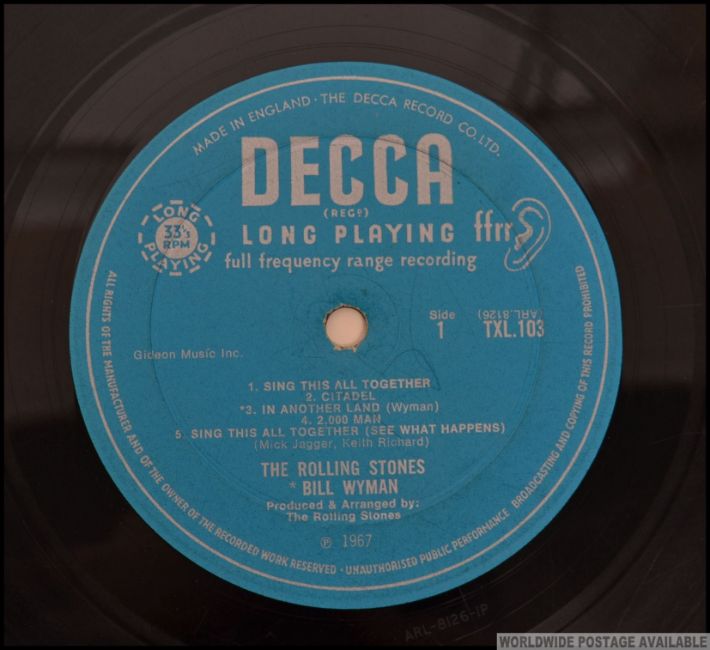 MADE IN ENGLAND · THE DECCA RECORD CO. LTD.
DECCA
(REGD)
LONG PLAYING
33⅓
RPM
LONG PLAYING ffrr
full frequency range recording
Side
1
(ARL.8126)
TXL.103
Gideon Music Inc.
1. SING THIS ALL TOGETHER
2. CITADEL
*3. IN ANOTHER LAND (Wyman)
4. 2,000 MAN
5. SING THIS ALL TOGETHER (SEE WHAT HAPPENS)
(Mick Jagger, Keith Richard)
THE ROLLING STONES
* BILL WYMAN
Produced & Arranged by:
The Rolling Stones
℗ 1967
ALL RIGHTS OF THE MANUFACTURER AND OF THE OWNER OF THE RECORDED WORK RESERVED · UNAUTHORISED PUBLIC PERFORMANCE BROADCASTING AND COPYING OF THIS RECORD PROHIBITED
ARL-8126-1P
WORLDWIDE POSTAGE AVAILABLE